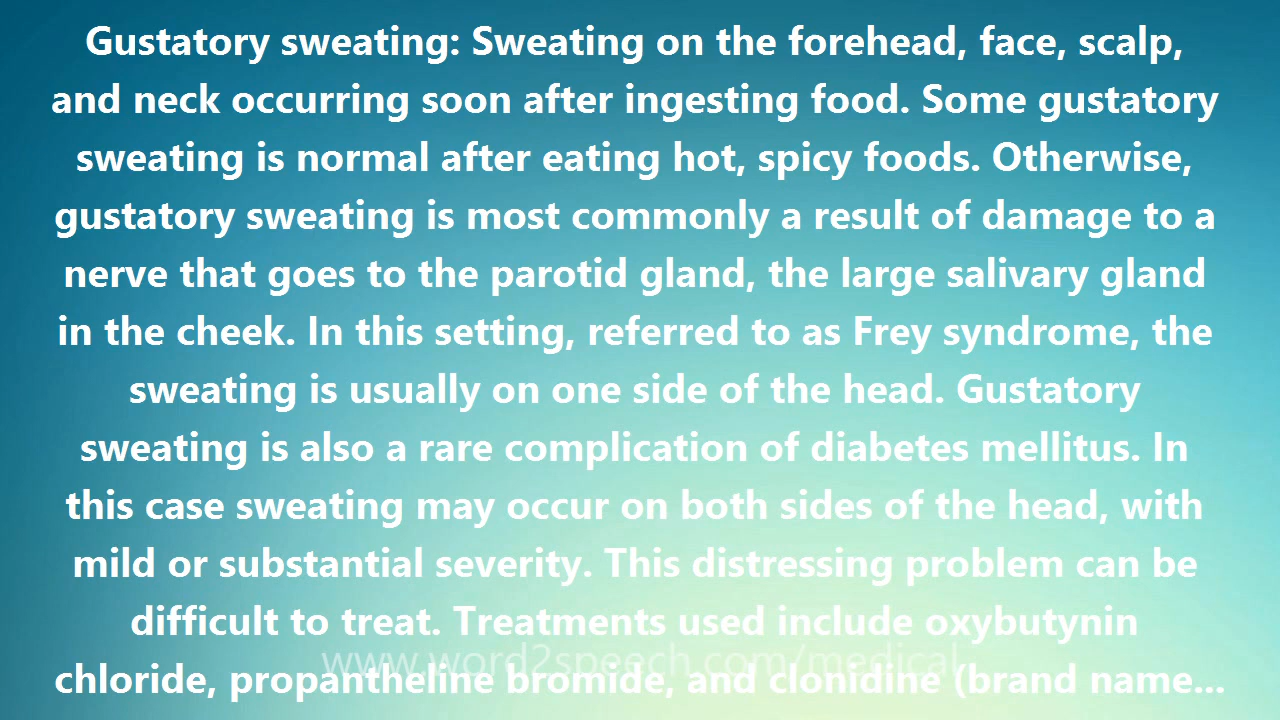 Gustatory sweating: Sweating on the forehead, face, scalp,
and neck occurring soon after ingesting food. Some gustatory
sweating is normal after eating hot, spicy foods. Otherwise,
gustatory sweating is most commonly a result of damage to a
nerve that goes to the parotid gland, the large salivary gland
in the cheek. In this setting, referred to as Frey syndrome, the
sweating is usually on one side of the head. Gustatory
sweating is also a rare complication of diabetes mellitus. In
this case sweating may occur on both sides of the head, with
mild or substantial severity. This distressing problem can be
difficult to treat. Treatments used include oxybutynin
www.word2speech.com/medical
chloride, propantheline bromide, and clonidine (brand name...